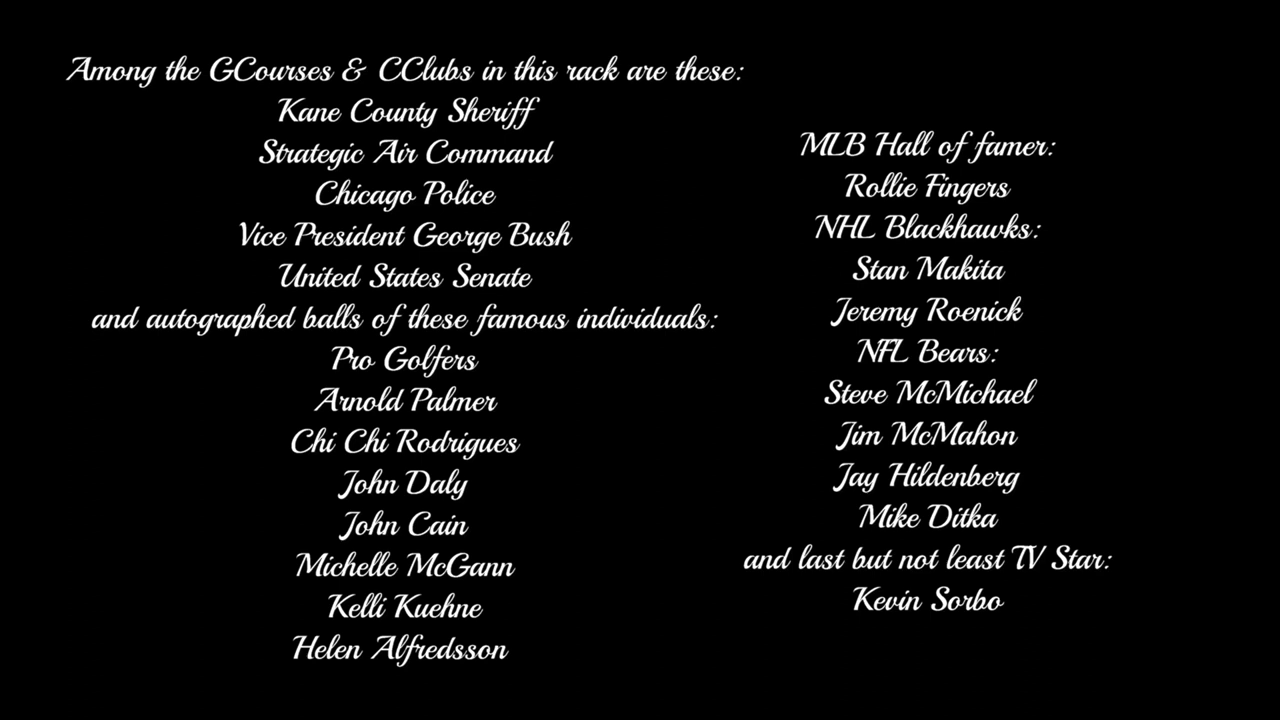 Among the GCourses & CClubs in this rack are these:
Kane County Sheriff
Strategic Air Command
Chicago Police
Vice President George Bush
United States Senate
and autographed balls of these famous individuals:
Pro Golfers
Arnold Palmer
Chi Chi Rodrigues
John Daly
John Cain
Michelle McGann
Kelli Kuehne
Helen Alfredsson
MLB Hall of famer:
Rollie Fingers
NHL Blackhawks:
Stan Makita
Jeremy Roenick
NFL Bears:
Steve McMichael
Jim McMahon
Jay Hildenberg
Mike Ditka
and last but not least TV Star:
Kevin Sorbo